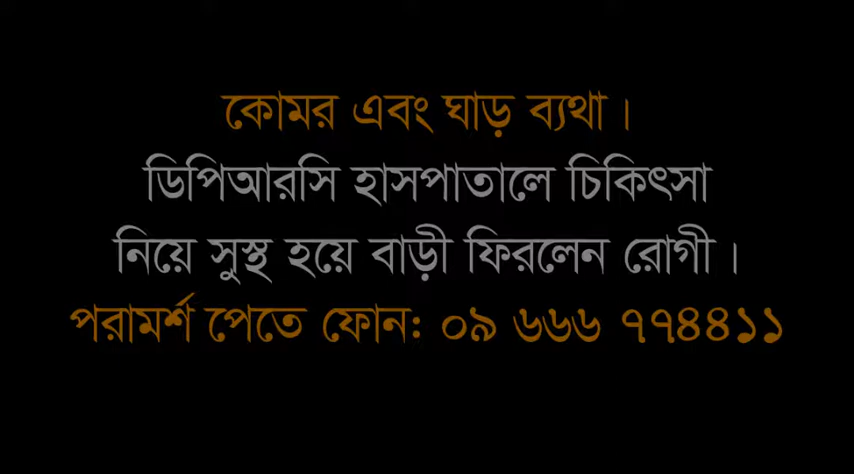 কোমর এবং ঘাড় ব্যথা।
ডিপিআরসি হাসপাতালে চিকিৎসা
নিয়ে সুস্থ হয়ে বাড়ী ফিরলেন রোগী।
পরামর্শ পেতে ফোন: ০৯ ৬৬৬ ৭৭৪৪১১